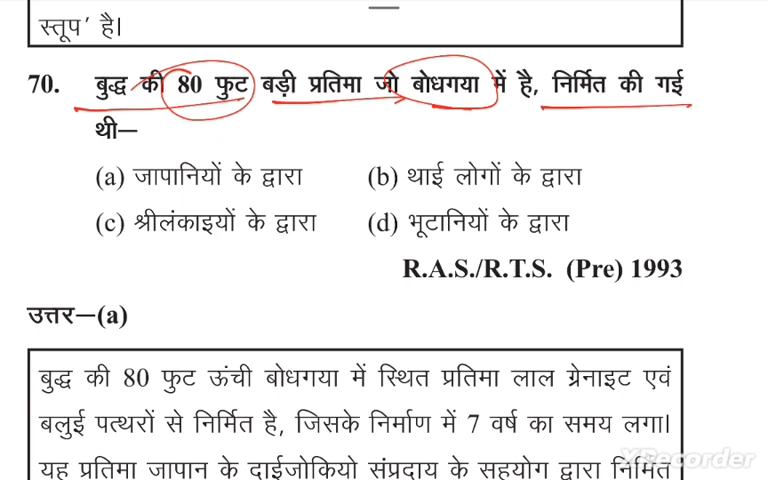 स्तूप’ है।
70. बुद्ध की 80 फुट बड़ी प्रतिमा जो बोधगया में है, निर्मित की गई
थी–
(a) जापानियों के द्वारा (b) थाई लोगों के द्वारा
(c) श्रीलंकाइयों के द्वारा (d) भूटानियों के द्वारा
R.A.S./R.T.S. (Pre) 1993
उत्तर–(a)
बुद्ध की 80 फुट ऊंची बोधगया में स्थित प्रतिमा लाल ग्रेनाइट एवं
बलुई पत्थरों से निर्मित है, जिसके निर्माण में 7 वर्ष का समय लगा।
यह प्रतिमा जापान के दाईजोकियो संप्रदाय के सहयोग द्वारा निर्मित
XRecorder